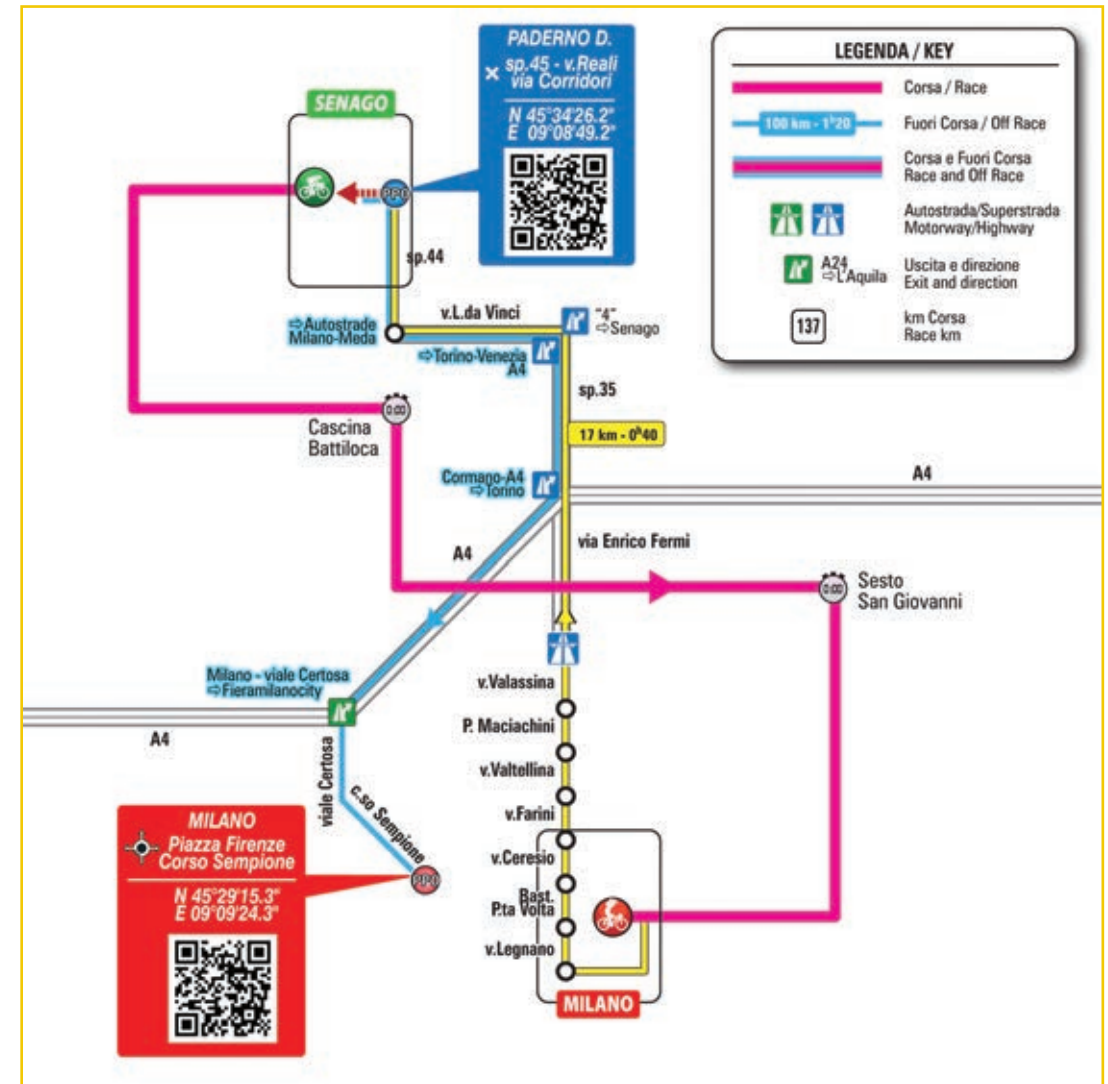 PADERNO D.
sp.45 - v.Reali
via Corridori
N 45°34'26.2"
E 09°08'49.2"
LEGENDA / KEY
Corsa / Race
100 km - 1ʰ20
Fuori Corsa / Off Race
Corsa e Fuori Corsa
Race and Off Race
Autostrada/Superstrada
Motorway/Highway
A24
⇨L'Aquila
Uscita e direzione
Exit and direction
137
km Corsa
Race km
SENAGO
PPO
sp.44
v.L.da Vinci
⇨Autostrade
Milano-Meda
"4"
⇨Senago
⇨Torino-Venezia
A4
sp.35
0:00
Cascina
Battiloca
17 km - 0ʰ40
Cormano-A4
⇨Torino
A4
A4
via Enrico Fermi
0:00
Sesto
San Giovanni
Milano - viale Certosa
⇨Fieramilanocity
A4
viale Certosa
c.so Sempione
PPO
v.Valassina
P. Maciachini
v.Valtellina
v.Farini
v.Ceresio
Bast.
P.ta Volta
v.Legnano
MILANO
MILANO
Piazza Firenze
Corso Sempione
N 45°29'15.3"
E 09°09'24.3"